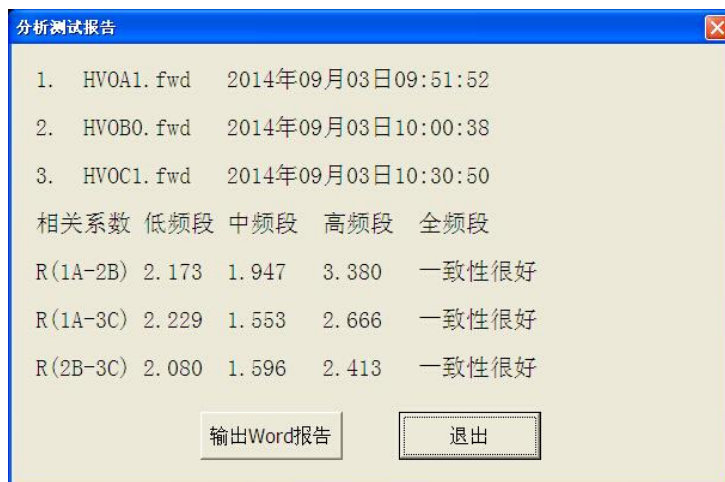 分析测试报告
1. HVOA1.fwd 2014年09月03日09:51:52
2. HVOB0.fwd 2014年09月03日10:00:38
3. HVOC1.fwd 2014年09月03日10:30:50
相关系数 低频段 中频段 高频段 全频段
R(1A-2B) 2.173 1.947 3.380 一致性很好
R(1A-3C) 2.229 1.553 2.666 一致性很好
R(2B-3C) 2.080 1.596 2.413 一致性很好
输出Word报告 退出